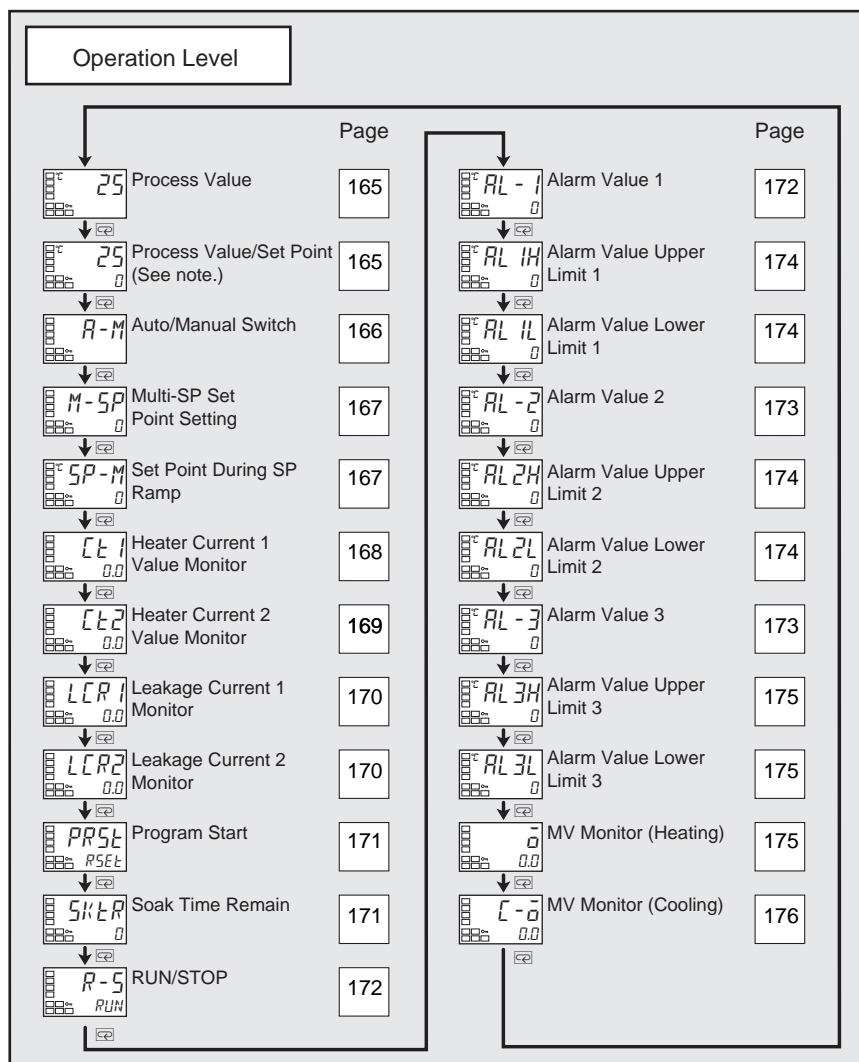 Operation Level
Page
℃ 25 Process Value 165
℃ 25 Process Value/Set Point 165
0 (See note.)
A-M Auto/Manual Switch 166
M-SP Multi-SP Set 167
0 Point Setting
℃ SP-M Set Point During SP 167
0 Ramp
Ct1 Heater Current 1 168
0.0 Value Monitor
Ct2 Heater Current 2 169
0.0 Value Monitor
LCR1 Leakage Current 1 170
0.0 Monitor
LCR2 Leakage Current 2 170
0.0 Monitor
PRSt Program Start 171
RSEt
SKtR Soak Time Remain 171
0
R-S RUN/STOP 172
RUN
Page
℃ AL-1 Alarm Value 1 172
0
℃ AL1H Alarm Value Upper 174
0 Limit 1
℃ AL1L Alarm Value Lower 174
0 Limit 1
℃ AL-2 Alarm Value 2 173
0
℃ AL2H Alarm Value Upper 174
0 Limit 2
℃ AL2L Alarm Value Lower 174
0 Limit 2
℃ AL-3 Alarm Value 3 173
0
℃ AL3H Alarm Value Upper 175
0 Limit 3
℃ AL3L Alarm Value Lower 175
0 Limit 3
o MV Monitor (Heating) 175
0.0
C-o MV Monitor (Cooling) 176
0.0